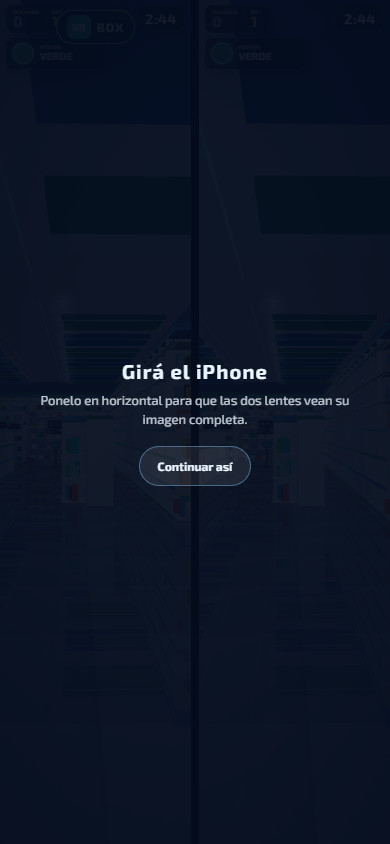 0 1
VR BOX
2:44
0 1
2:44
VERDE
VERDE
Girá el iPhone
Ponelo en horizontal para que las dos lentes vean su
imagen completa.
Continuar así